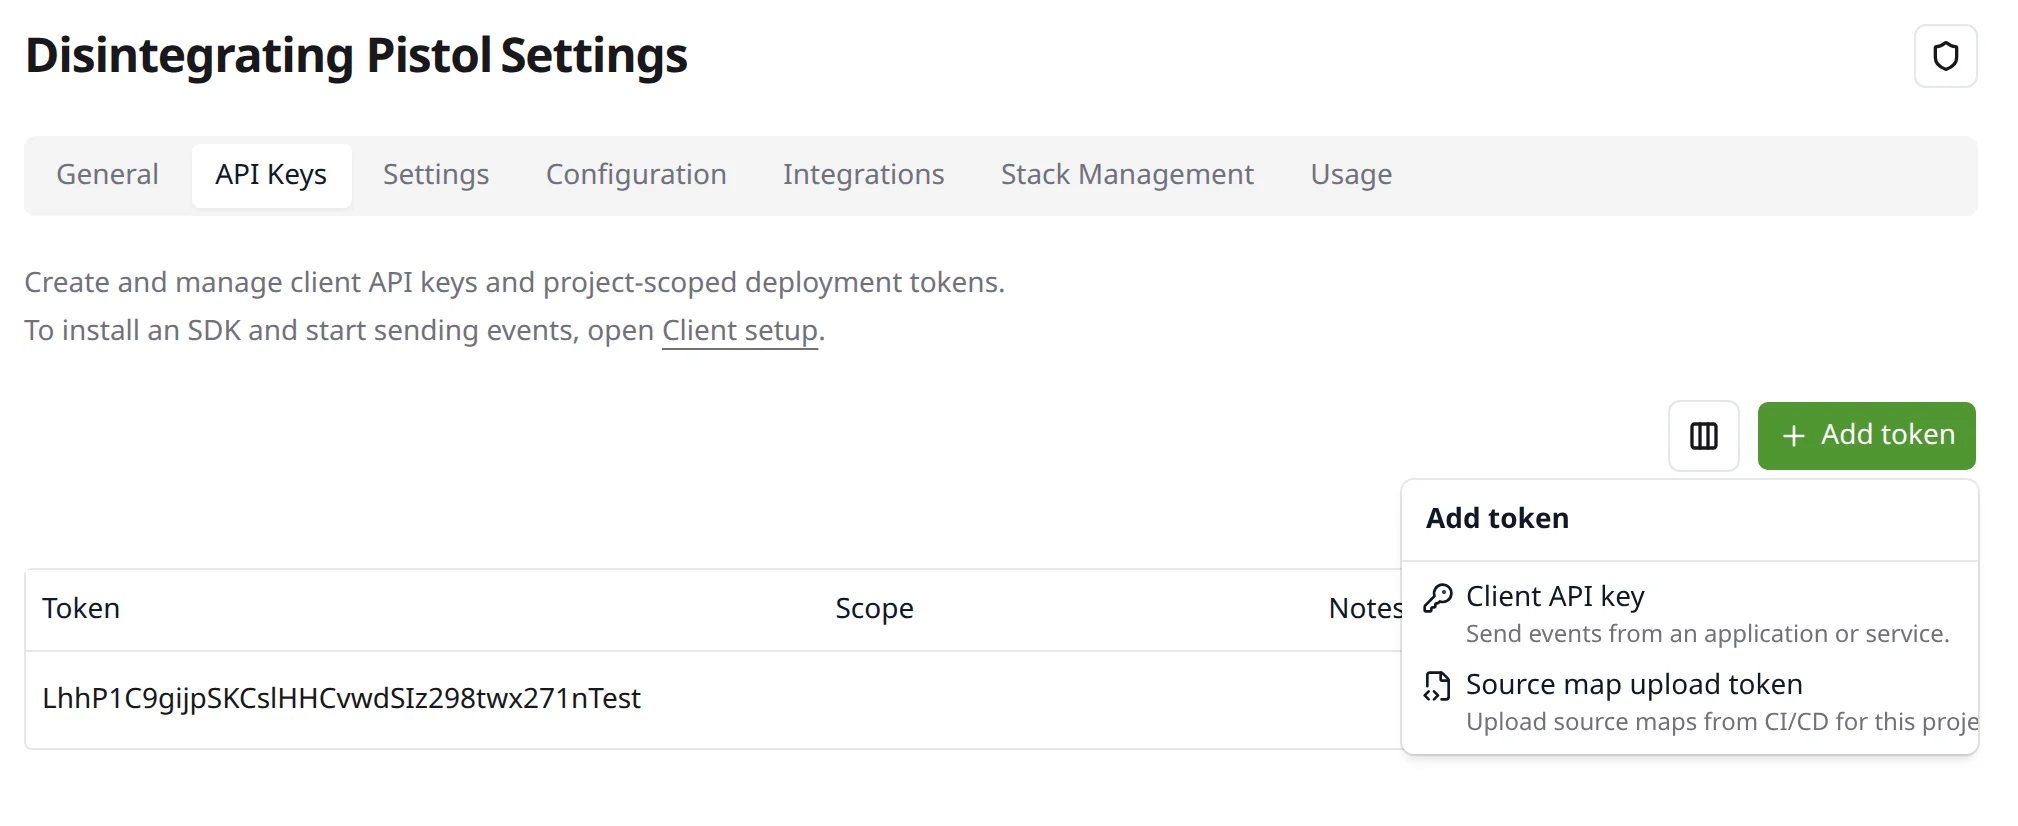 Disintegrating Pistol Settings
General API Keys Settings Configuration Integrations Stack Management Usage
Create and manage client API keys and project-scoped deployment tokens.
To install an SDK and start sending events, open Client setup.
Add token
Add token
Client API key
Send events from an application or service.
Source map upload token
Upload source maps from CI/CD for this proje
Token Scope Notes
LhhP1C9gijpSKCslHHCvwdSIz298twx271nTest